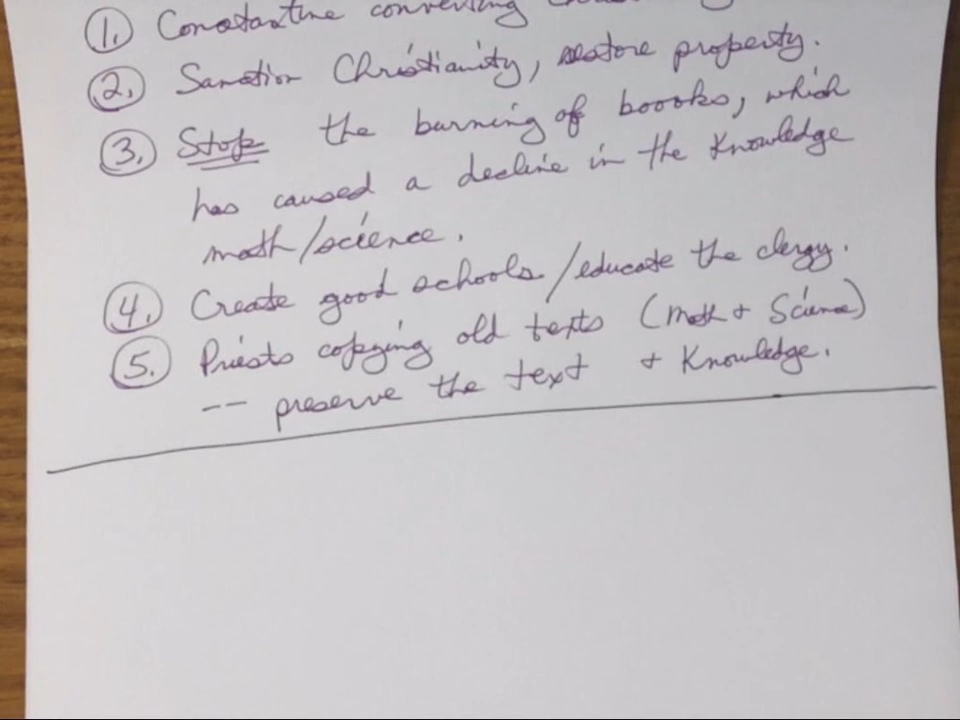 1. Constantine converting
2. Sanction Christianity, restore property.
3. Stop the burning of boooks, which
has caused a decline in the Knowledge
math/science.
4. Create good schools/educate the clergy.
5. Priests copying old texts (Math + Science)
-- preserve the text + Knowledge.